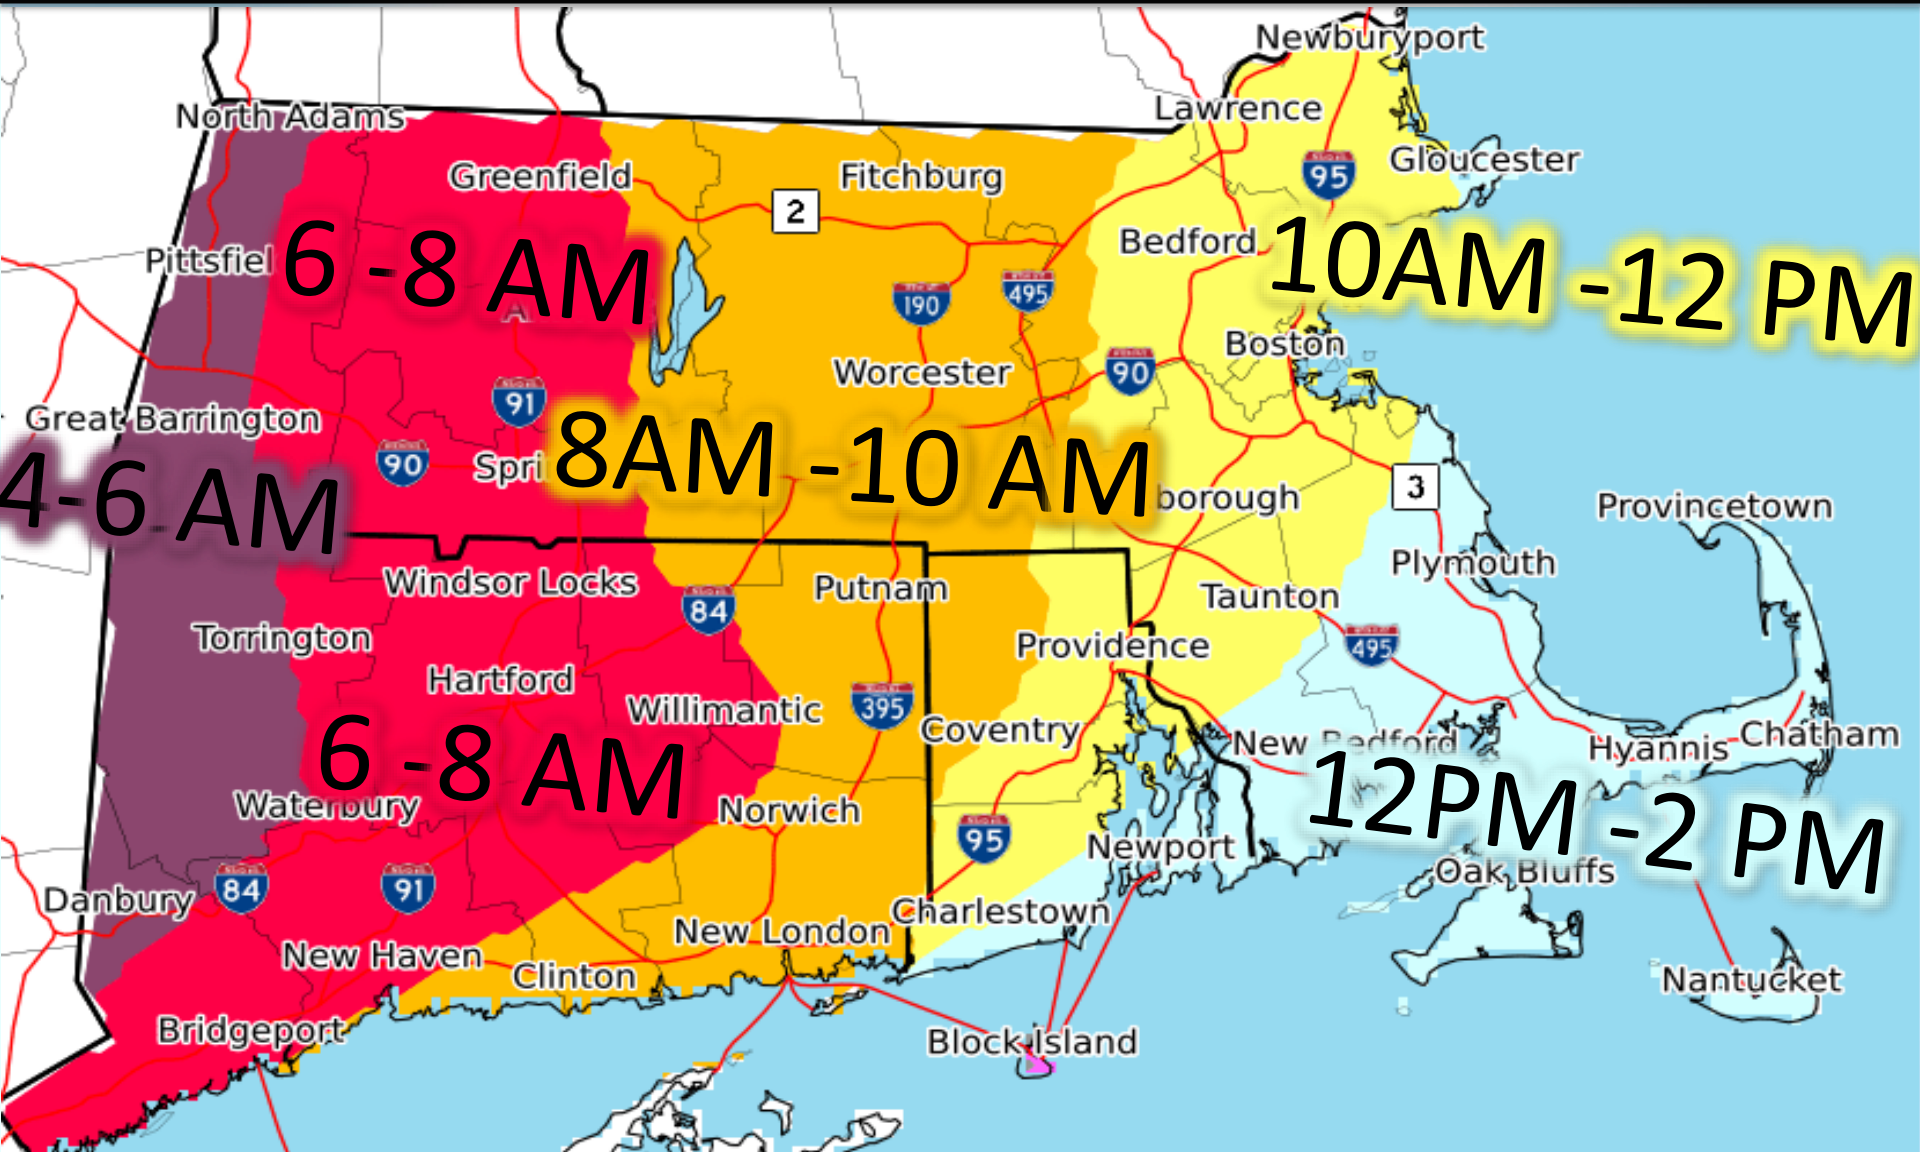 Newburyport
North Adams
Lawrence
Greenfield
Fitchburg
95
Gloucester
2
Bedford
Pittsfiel
6 -8 AM
10AM -12 PM
190
495
Boston
Worcester
90
91
Great Barrington
90
Spri
8AM -10 AM
4-6 AM
3
borough
Provincetown
Plymouth
Windsor Locks
84
Putnam
Taunton
Torrington
Providence
495
Hartford
Willimantic
395
Coventry
New Bedford
Hyannis
Chatham
6 -8 AM
Waterbury
Norwich
95
12PM -2 PM
Newport
Oak Bluffs
Danbury
84
91
Charlestown
New London
New Haven
Clinton
Nantucket
Bridgeport
Block Island